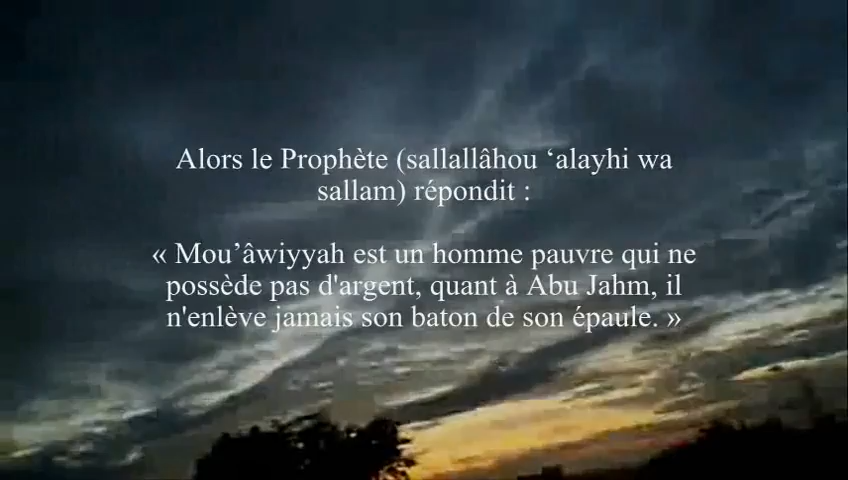 Alors le Prophète (sallallâhou ‘alayhi wa
sallam) répondit :
« Mou’âwiyyah est un homme pauvre qui ne
possède pas d'argent, quant à Abu Jahm, il
n'enlève jamais son baton de son épaule. »